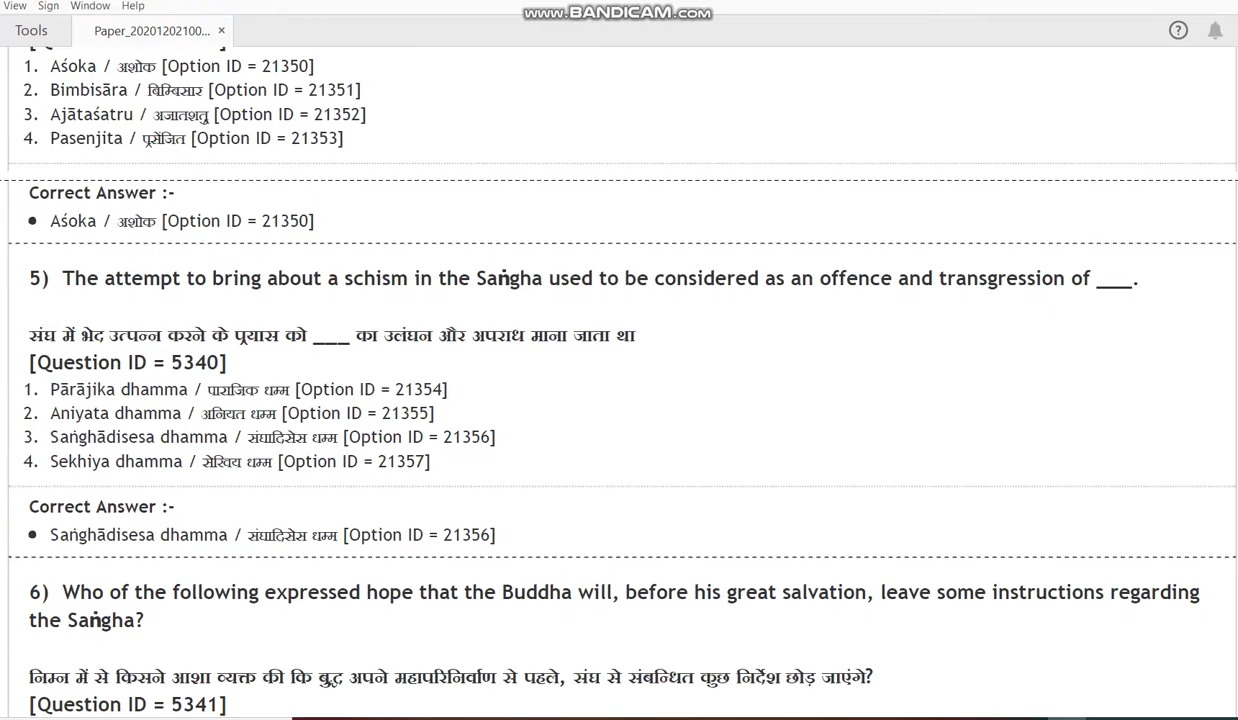 View Sign Window Help
www.BANDICAM.com
Tools Paper_20201202100... ×
1. Aśoka / अशोक [Option ID = 21350]
2. Bimbisāra / बिम्बिसार [Option ID = 21351]
3. Ajātaśatru / अजातशत्रु [Option ID = 21352]
4. Pasenjita / प्रसेंजित [Option ID = 21353]
Correct Answer :-
• Aśoka / अशोक [Option ID = 21350]
5) The attempt to bring about a schism in the Saṅgha used to be considered as an offence and transgression of ___.
संघ में भेद उत्पन्न करने के प्रयास को ___ का उलंघन और अपराध माना जाता था
[Question ID = 5340]
1. Pārājika dhamma / पाराजिक धम्म [Option ID = 21354]
2. Aniyata dhamma / अनियत धम्म [Option ID = 21355]
3. Saṅghādisesa dhamma / संघादिसेस धम्म [Option ID = 21356]
4. Sekhiya dhamma / सेखिय धम्म [Option ID = 21357]
Correct Answer :-
• Saṅghādisesa dhamma / संघादिसेस धम्म [Option ID = 21356]
6) Who of the following expressed hope that the Buddha will, before his great salvation, leave some instructions regarding
the Saṅgha?
निम्न में से किसने आशा व्यक्त की कि बुद्ध अपने महापरिनिर्वाण से पहले, संघ से संबन्धित कुछ निर्देश छोड़ जाएंगे?
[Question ID = 5341]